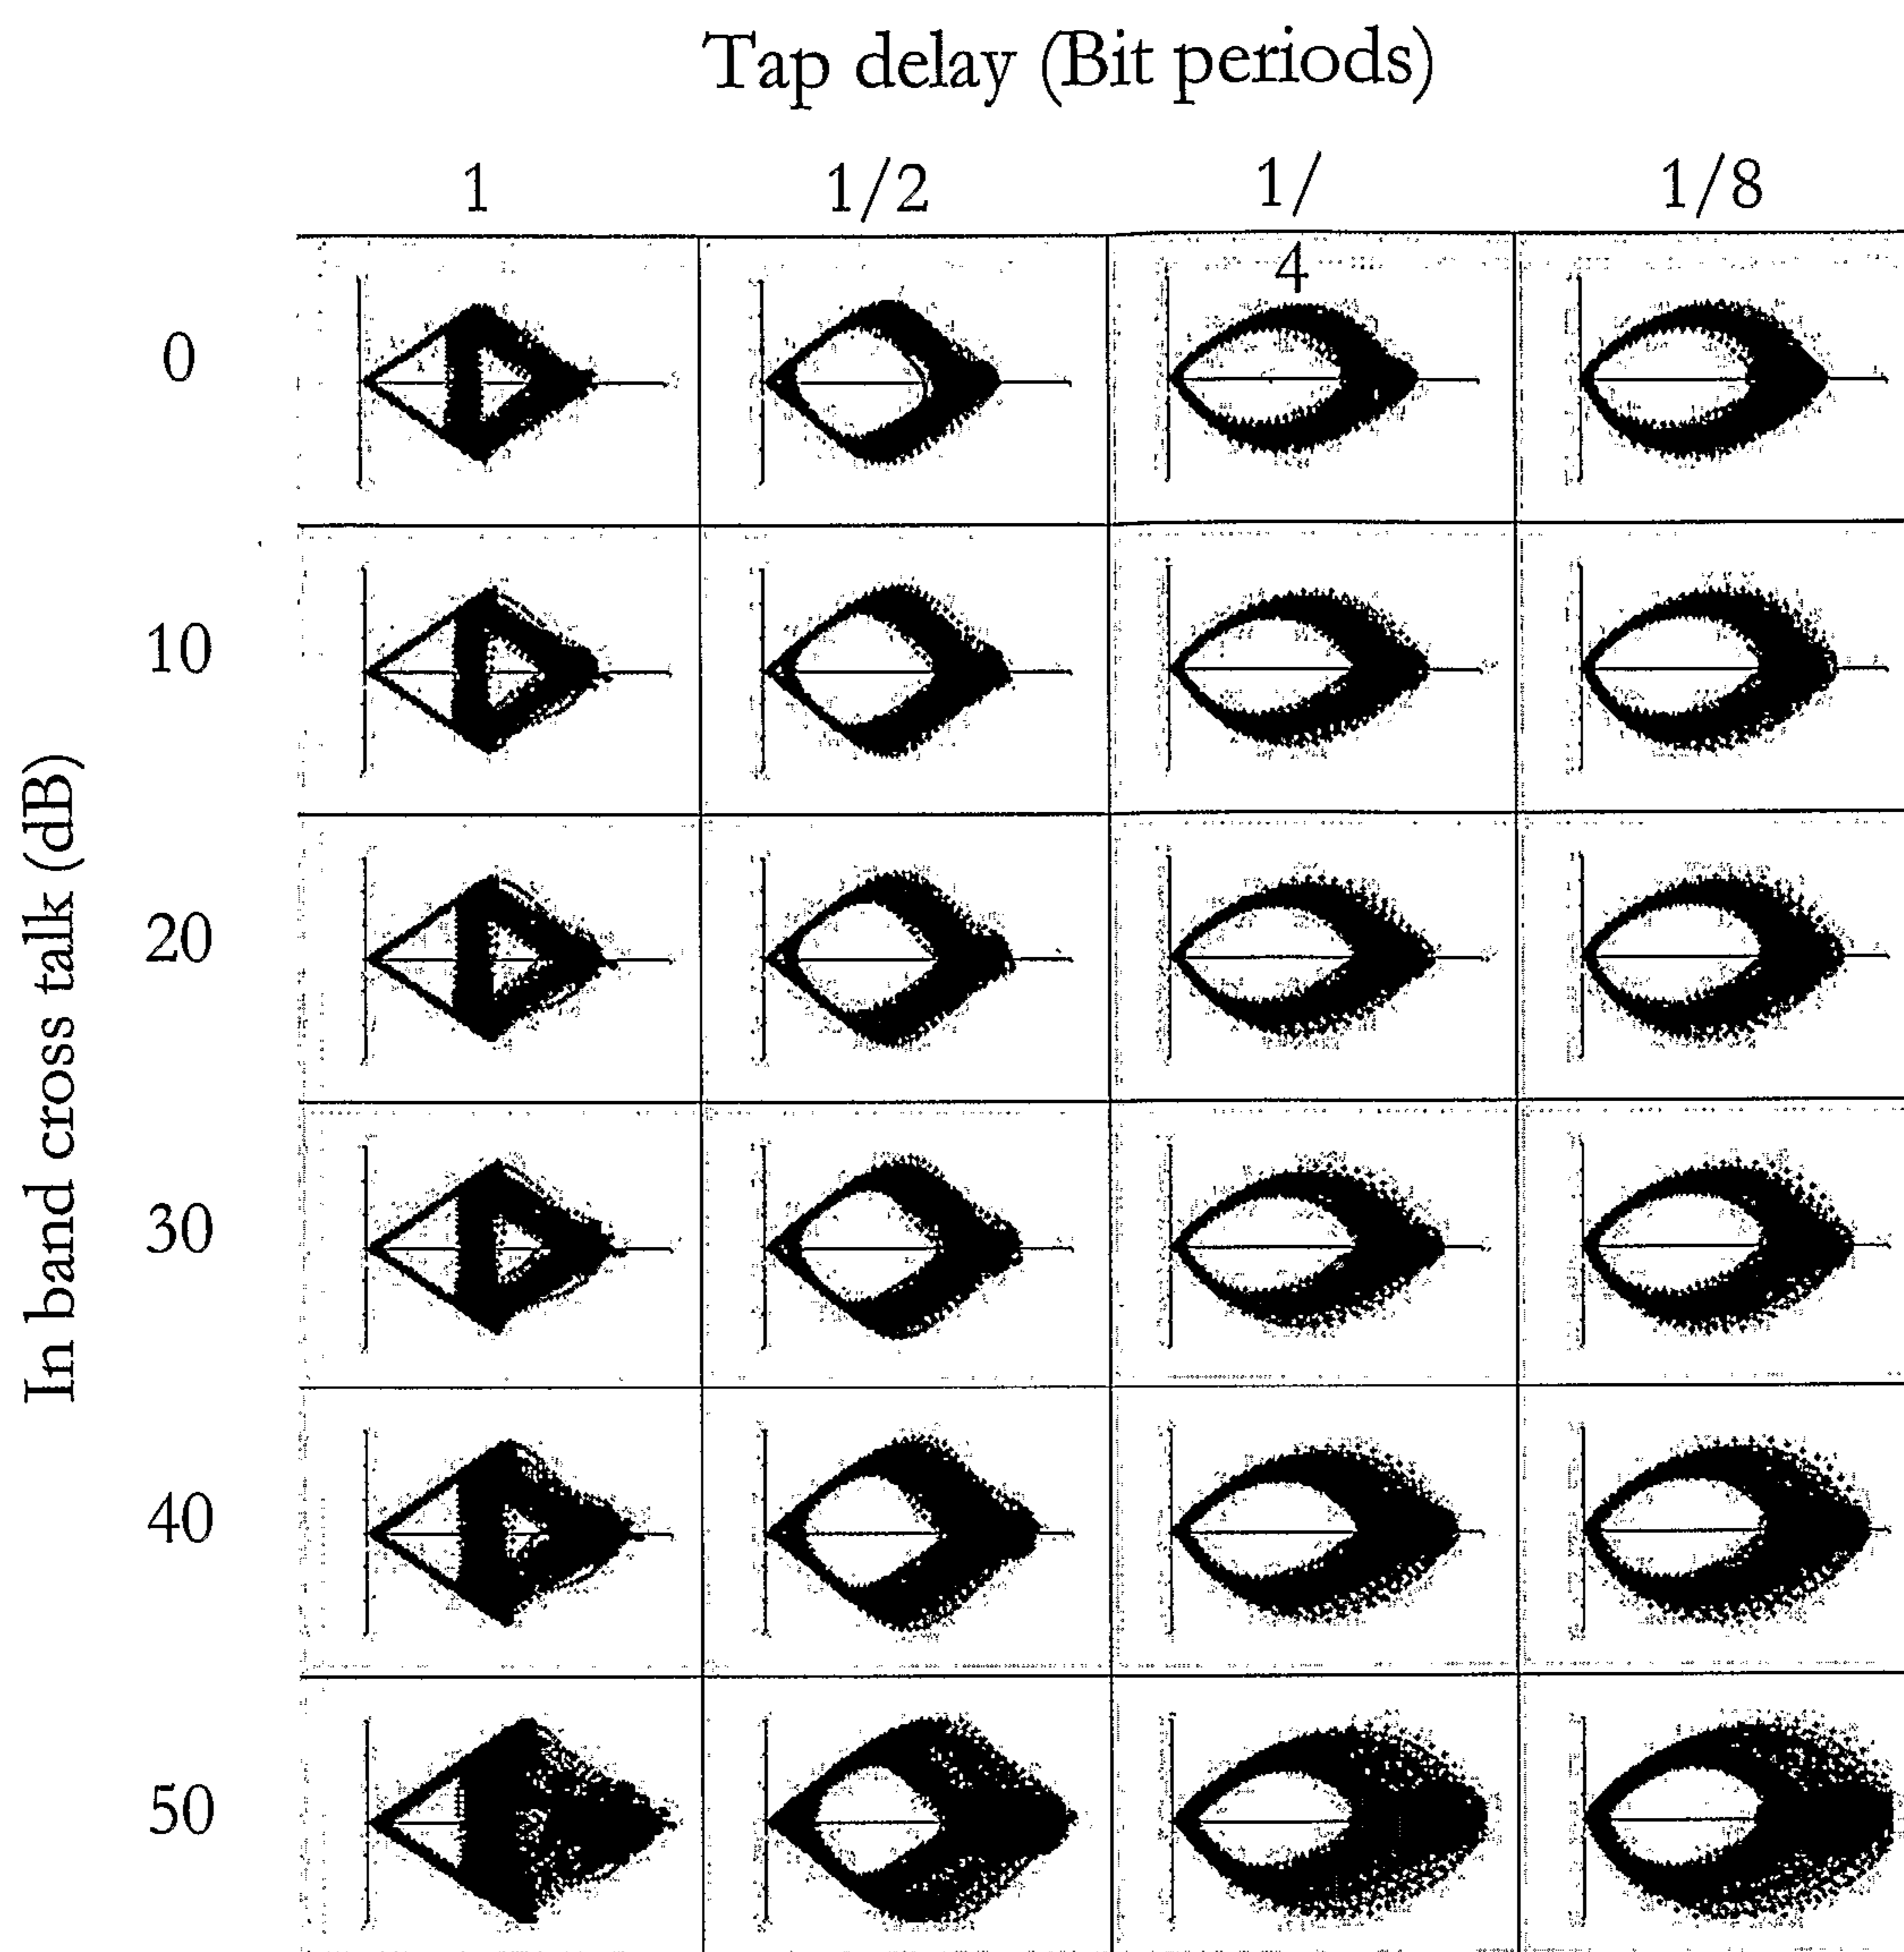 Tap delay (Bit periods)
1 1/2 1/ 1/8
4
0
10
In band cross talk (dB)
20
30
40
50